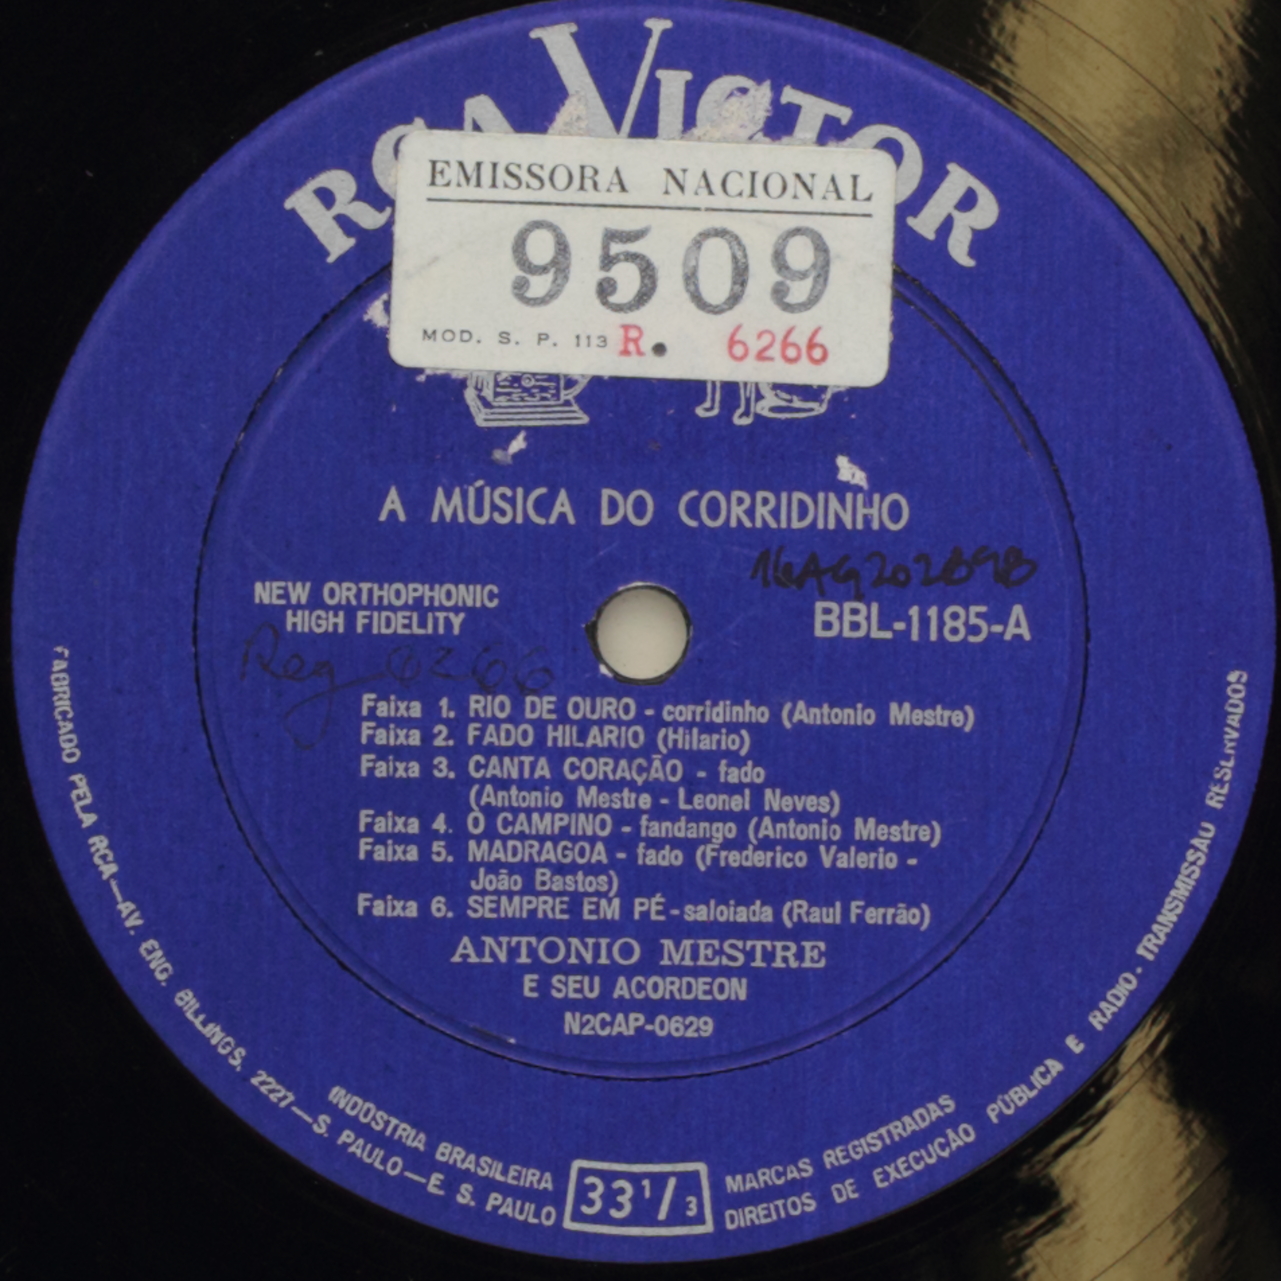 RCA VICTOR
EMISSORA NACIONAL
9509
MOD. S. P. 113 R. 6266
A MÚSICA DO CORRIDINHO
NEW ORTHOPHONIC
HIGH FIDELITY
BBL-1185-A
Reg 6266
Faixa 1. RIO DE OURO - corridinho (Antonio Mestre)
Faixa 2. FADO HILARIO (Hilario)
Faixa 3. CANTA CORAÇÃO - fado
(Antonio Mestre - Leonel Neves)
Faixa 4. O CAMPINO - fandango (Antonio Mestre)
Faixa 5. MADRAGOA - fado (Frederico Valerio -
João Bastos)
Faixa 6. SEMPRE EM PÉ - saloiada (Raul Ferrão)
ANTONIO MESTRE
E SEU ACORDEON
N2CAP-0629
FABRICADO PELA RCA—AV. ENG. BILLINGS, 2227—S. PAULO—E. S. PAULO
INDÚSTRIA BRASILEIRA
33 1/3
MARCAS REGISTRADAS
DIREITOS DE EXECUÇÃO PÚBLICA E RADIO-TRANSMISSÃO RESERVADOS